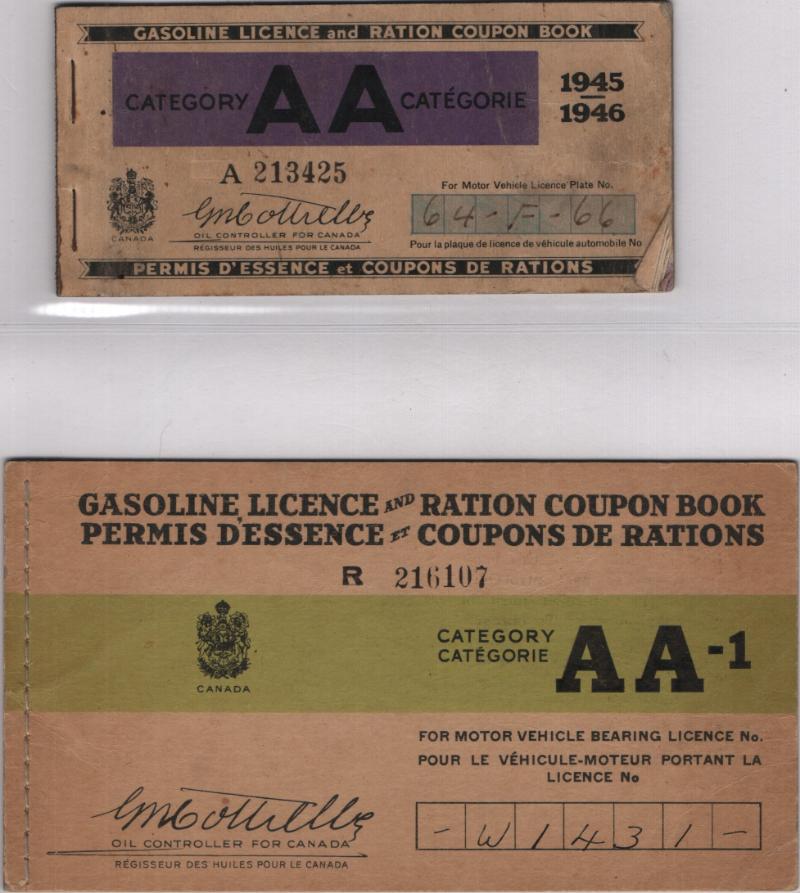 GASOLINE LICENCE and RATION COUPON BOOK
CATEGORY AA CATÉGORIE
1945
1946
A 213425
For Motor Vehicle Licence Plate No.
64-F-66
CANADA
OIL CONTROLLER FOR CANADA
RÉGISSEUR DES HUILES POUR LE CANADA
Pour la plaque de licence de véhicule automobile No
PERMIS D'ESSENCE et COUPONS DE RATIONS
GASOLINE LICENCE AND RATION COUPON BOOK
PERMIS D'ESSENCE ET COUPONS DE RATIONS
R 216107
CANADA
CATEGORY
CATÉGORIE
AA-1
FOR MOTOR VEHICLE BEARING LICENCE No.
POUR LE VÉHICULE-MOTEUR PORTANT LA
LICENCE No
- W 1 4 3 1 -
OIL CONTROLLER FOR CANADA
RÉGISSEUR DES HUILES POUR LE CANADA